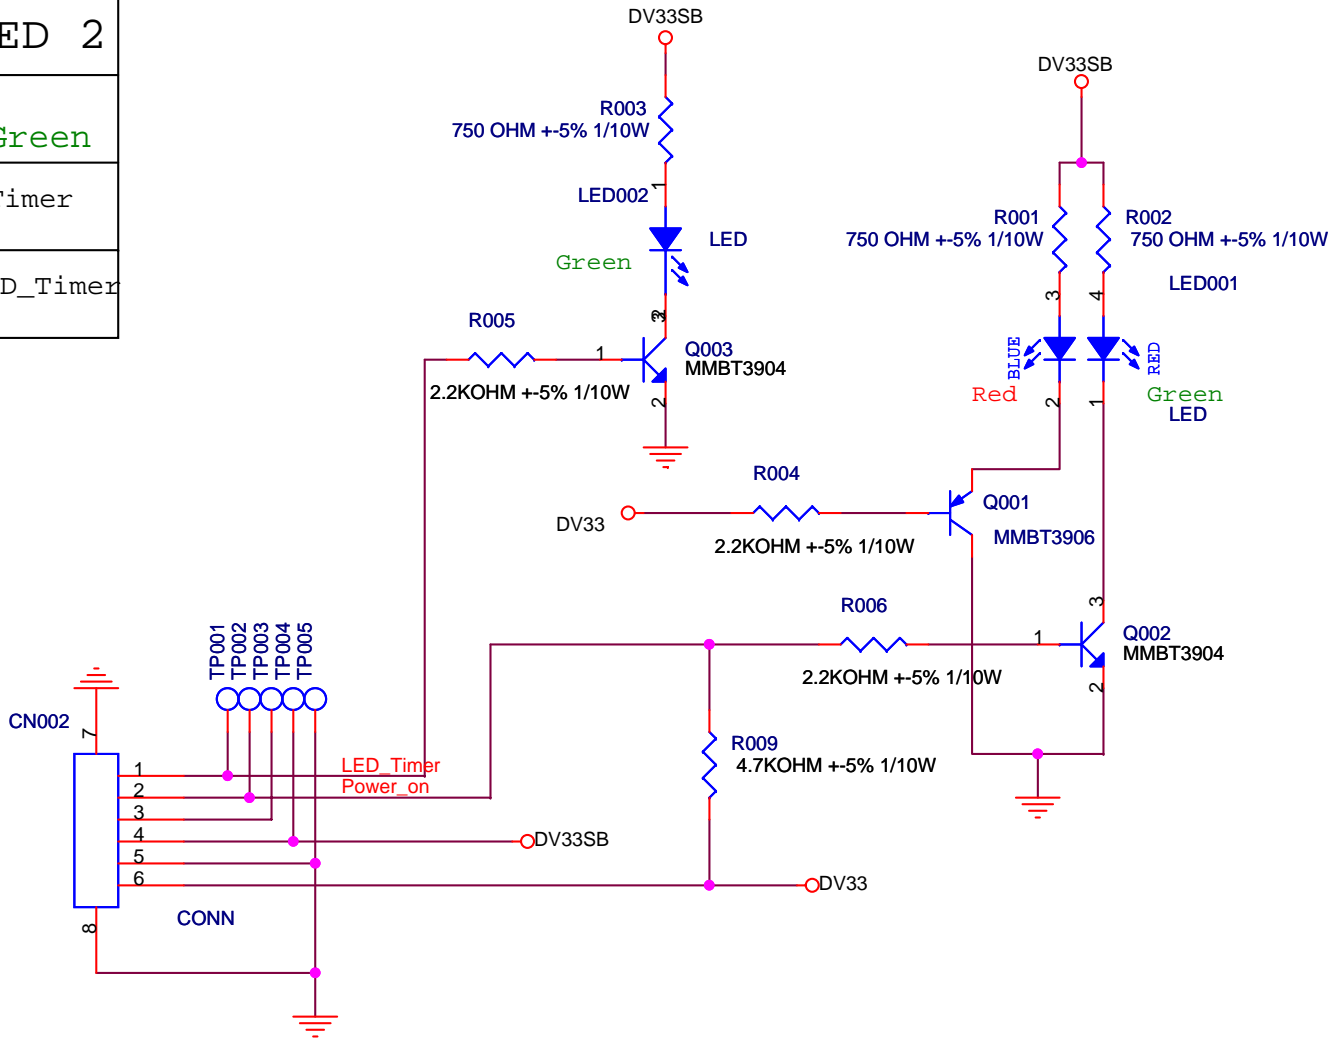 ED 2
Green
Timer
D_Timer
DV33SB
R003
750 OHM +-5% 1/10W
1
LED002
LED
Green
3
2
R005
1
2.2KOHM +-5% 1/10W
Q003
MMBT3904
2
DV33SB
R001
750 OHM +-5% 1/10W
R002
750 OHM +-5% 1/10W
LED001
3
4
BLUE
RED
Red
Green
LED
2
1
R004
DV33
2.2KOHM +-5% 1/10W
Q001
MMBT3906
R006
2.2KOHM +-5% 1/10W
1
3
Q002
MMBT3904
2
TP001
TP002
TP003
TP004
TP005
CN002
7
1
2
3
4
5
6
8
LED_Timer
Power_on
DV33SB
DV33
CONN
R009
4.7KOHM +-5% 1/10W